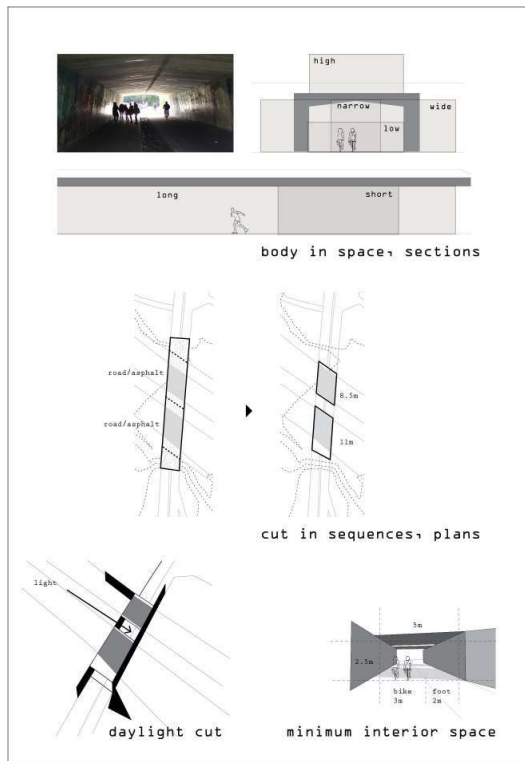 high
narrow
wide
low
long
short
body in space, sections
road/asphalt
road/asphalt
8.5m
11m
cut in sequences, plans
light
daylight cut
5m
2.5m
bike
3m
foot
2m
minimum interior space